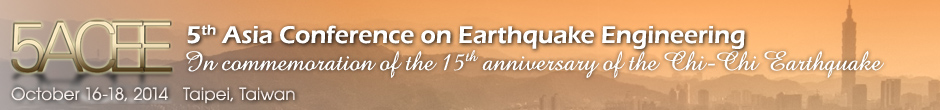 5ACEE
5th Asia Conference on Earthquake Engineering
In commemoration of the 15th anniversary of the Chi-Chi Earthquake
October 16-18, 2014 Taipei, Taiwan